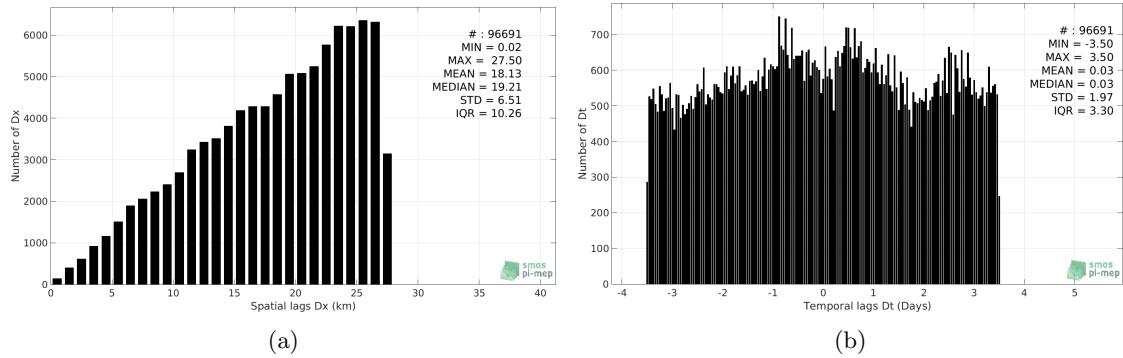 6000
5000
4000
3000
2000
1000
0
Number of Dx
# : 96691
MIN = 0.02
MAX = 27.50
MEAN = 18.13
MEDIAN = 19.21
STD = 6.51
IQR = 10.26
smos
pi-mep
0 5 10 15 20 25 30 35 40
Spatial lags Dx (km)
(a)
700
600
500
400
300
200
100
0
Number of Dt
# : 96691
MIN = -3.50
MAX = 3.50
MEAN = 0.03
MEDIAN = 0.03
STD = 1.97
IQR = 3.30
smos
pi-mep
-4 -3 -2 -1 0 1 2 3 4 5
Temporal lags Dt (Days)
(b)